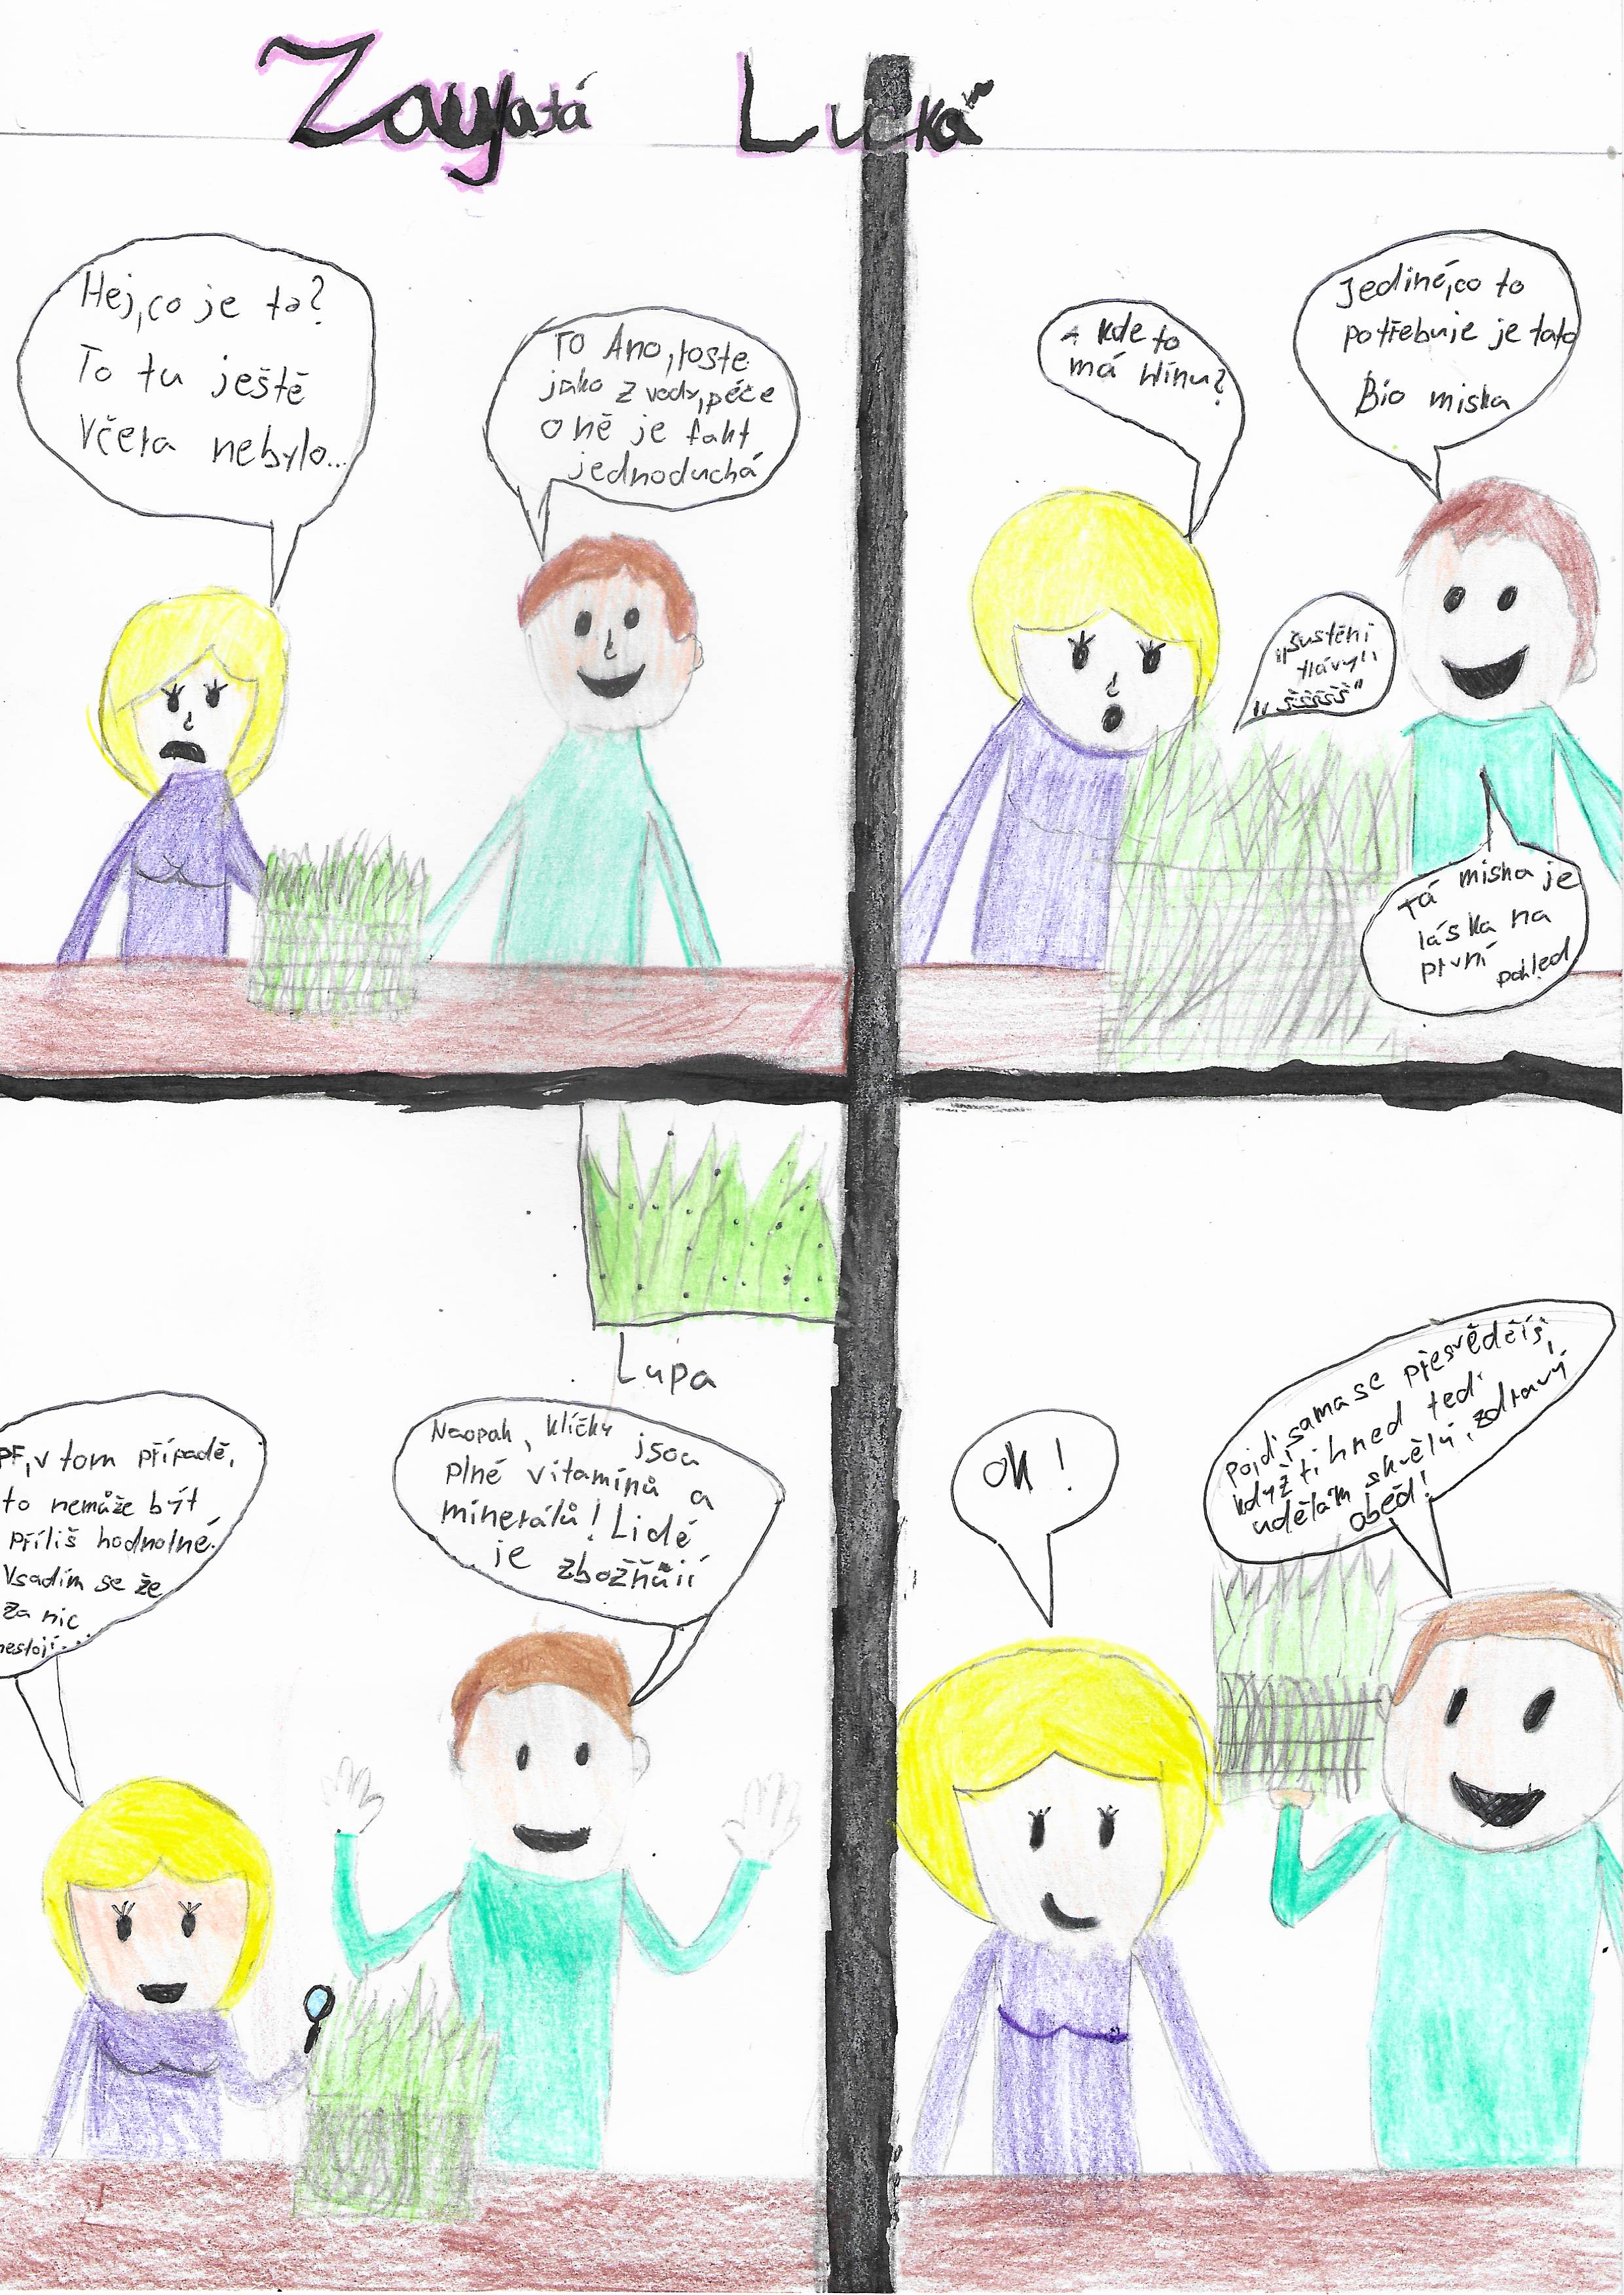 Zarylatá Lucka™
Hej, co je to?
To tu ještě
včera nebylo...
To Ano, roste
jako z vody, péče
o ně je fakt
jednoduchá
A kde to
má hlínu?
Jediné, co to
potřebuje je tato
Bio miska
"Šustění
trávy"
"ššššš"
Tá miska je
láska na
první
pohled
Lupa
PF, v tom případě,
to nemůže být
příliš hodnotné.
Vsadím se že
za nic
nestojí...
Naopak, klíčky jsou
plné vitamínů a
minerálů! Lidé
je zbožňují
OK!
pojď, sama se přesvědčíš,
když ti hned teď
udělám skvělý, zdravý
oběd!